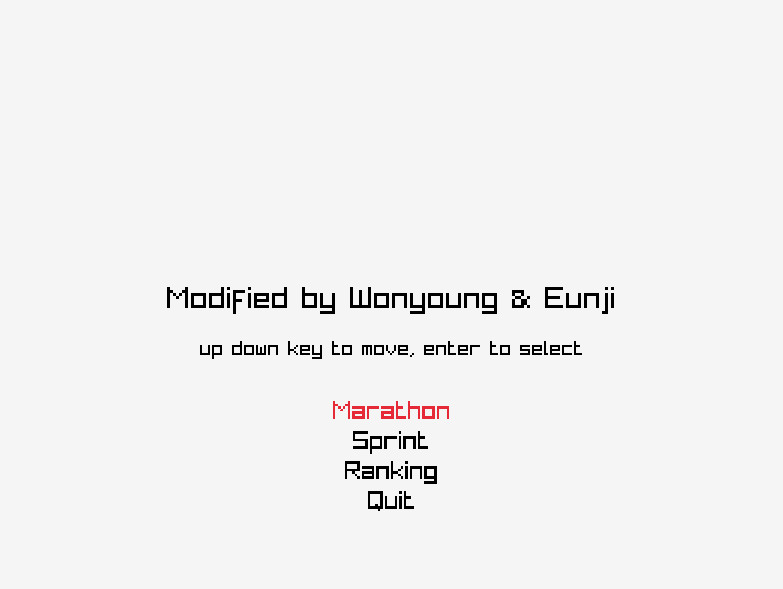 Modified by Wonyoung & Eunji
up down key to move, enter to select
Marathon
Sprint
Ranking
Quit